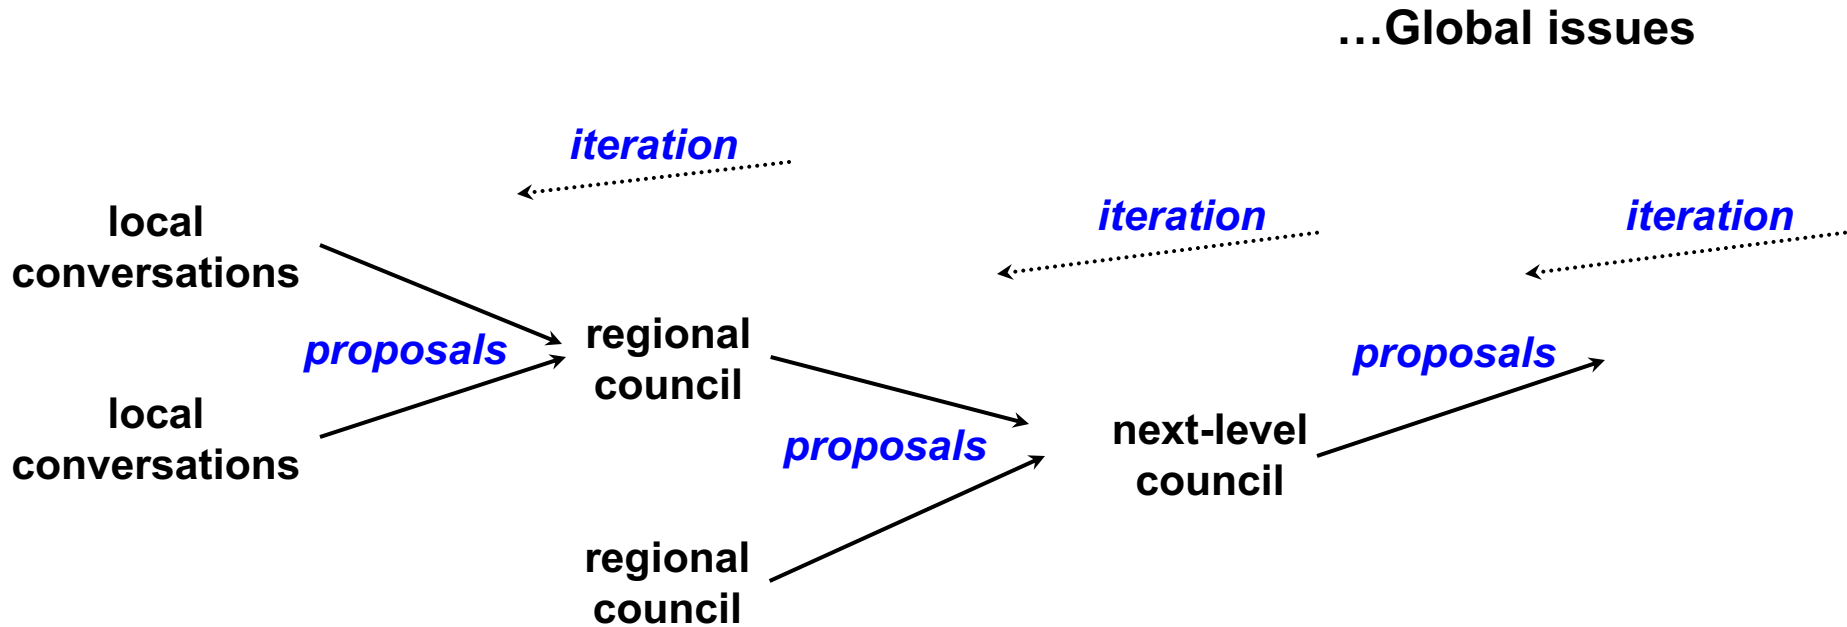 …Global issues
iteration
iteration
iteration
local
conversations
regional
council
proposals
proposals
local
conversations
proposals
next-level
council
regional
council